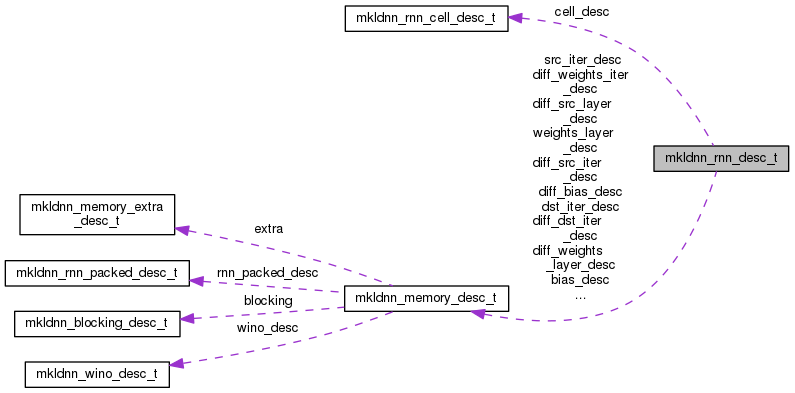 mkldnn_rnn_cell_desc_t
cell_desc
src_iter_desc
diff_weights_iter
_desc
diff_src_layer
_desc
weights_layer
_desc
diff_src_iter
_desc
diff_bias_desc
dst_iter_desc
diff_dst_iter
_desc
diff_weights
_layer_desc
bias_desc
...
mkldnn_rnn_desc_t
mkldnn_memory_extra
_desc_t
extra
mkldnn_rnn_packed_desc_t
rnn_packed_desc
mkldnn_memory_desc_t
blocking
mkldnn_blocking_desc_t
wino_desc
mkldnn_wino_desc_t